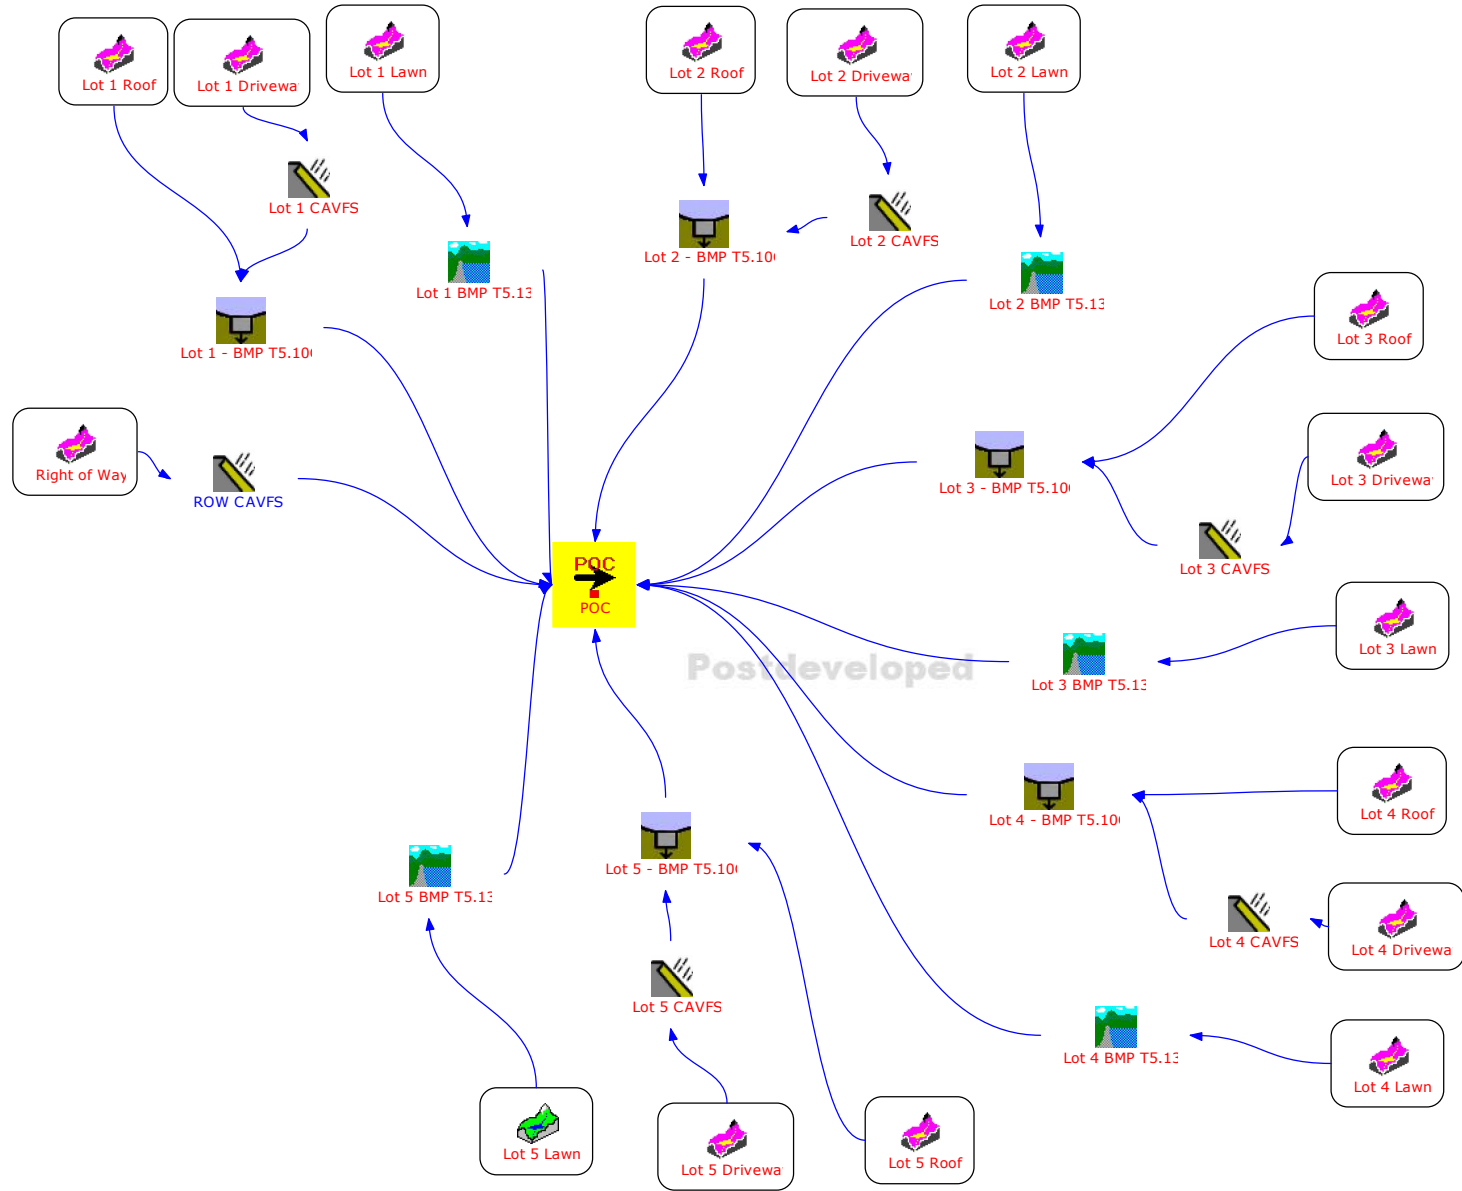 Lot 1 Roof
Lot 1 Drivewa
Lot 1 Lawn
Lot 2 Roof
Lot 2 Drivewa
Lot 2 Lawn
Lot 1 CAVFS
Lot 2 CAVFS
Lot 2 - BMP T5.10
Lot 1 BMP T5.13
Lot 2 BMP T5.13
Lot 3 Roof
Lot 1 - BMP T5.10
Right of Way
ROW CAVFS
Lot 3 - BMP T5.10
Lot 3 Drivewa
Lot 3 CAVFS
POC
POC
Postdeveloped
Lot 3 Lawn
Lot 3 BMP T5.13
Lot 4 Roof
Lot 4 - BMP T5.10
Lot 5 - BMP T5.10
Lot 5 BMP T5.13
Lot 4 CAVFS
Lot 4 Drivewa
Lot 5 CAVFS
Lot 4 BMP T5.13
Lot 4 Lawn
Lot 5 Lawn
Lot 5 Drivewa
Lot 5 Roof